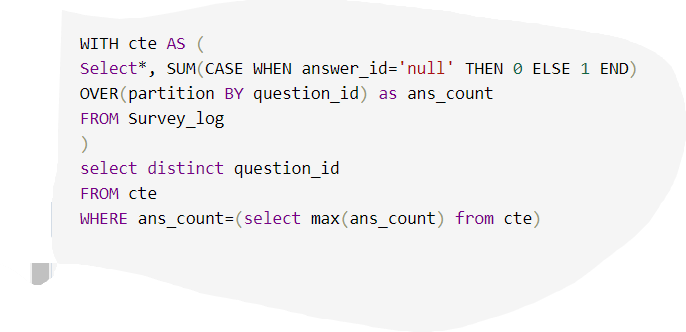 WITH cte AS (
Select*, SUM(CASE WHEN answer_id='null' THEN 0 ELSE 1 END)
OVER(partition BY question_id) as ans_count
FROM Survey_log
)
select distinct question_id
FROM cte
WHERE ans_count=(select max(ans_count) from cte)